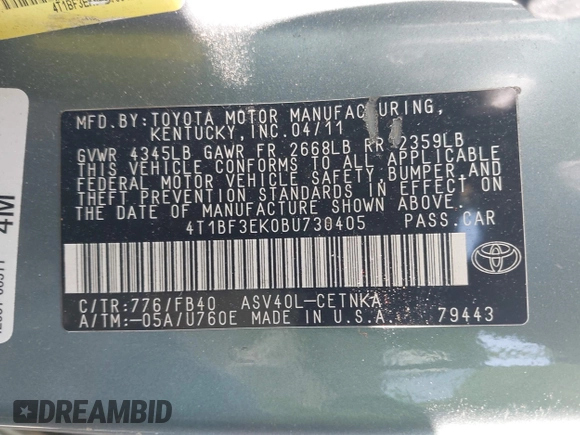 MFD.BY:TOYOTA MOTOR MANUFACTURING,
KENTUCKY, INC. 04/11
GVWR 4345LB GAWR FR 2668LB RR 2359LB
THIS VEHICLE CONFORMS TO ALL APPLICABLE
FEDERAL MOTOR VEHICLE SAFETY, BUMPER, AND
THEFT PREVENTION STANDARDS IN EFFECT ON
THE DATE OF MANUFACTURE SHOWN ABOVE.
4T1BF3EK0BU730405 PASS.CAR
C/TR:776/FB40 ASV40L-CETNKA
A/TM:-05A/U760E MADE IN U.S.A. 79443
TOYOTA
4M
DREAMBID